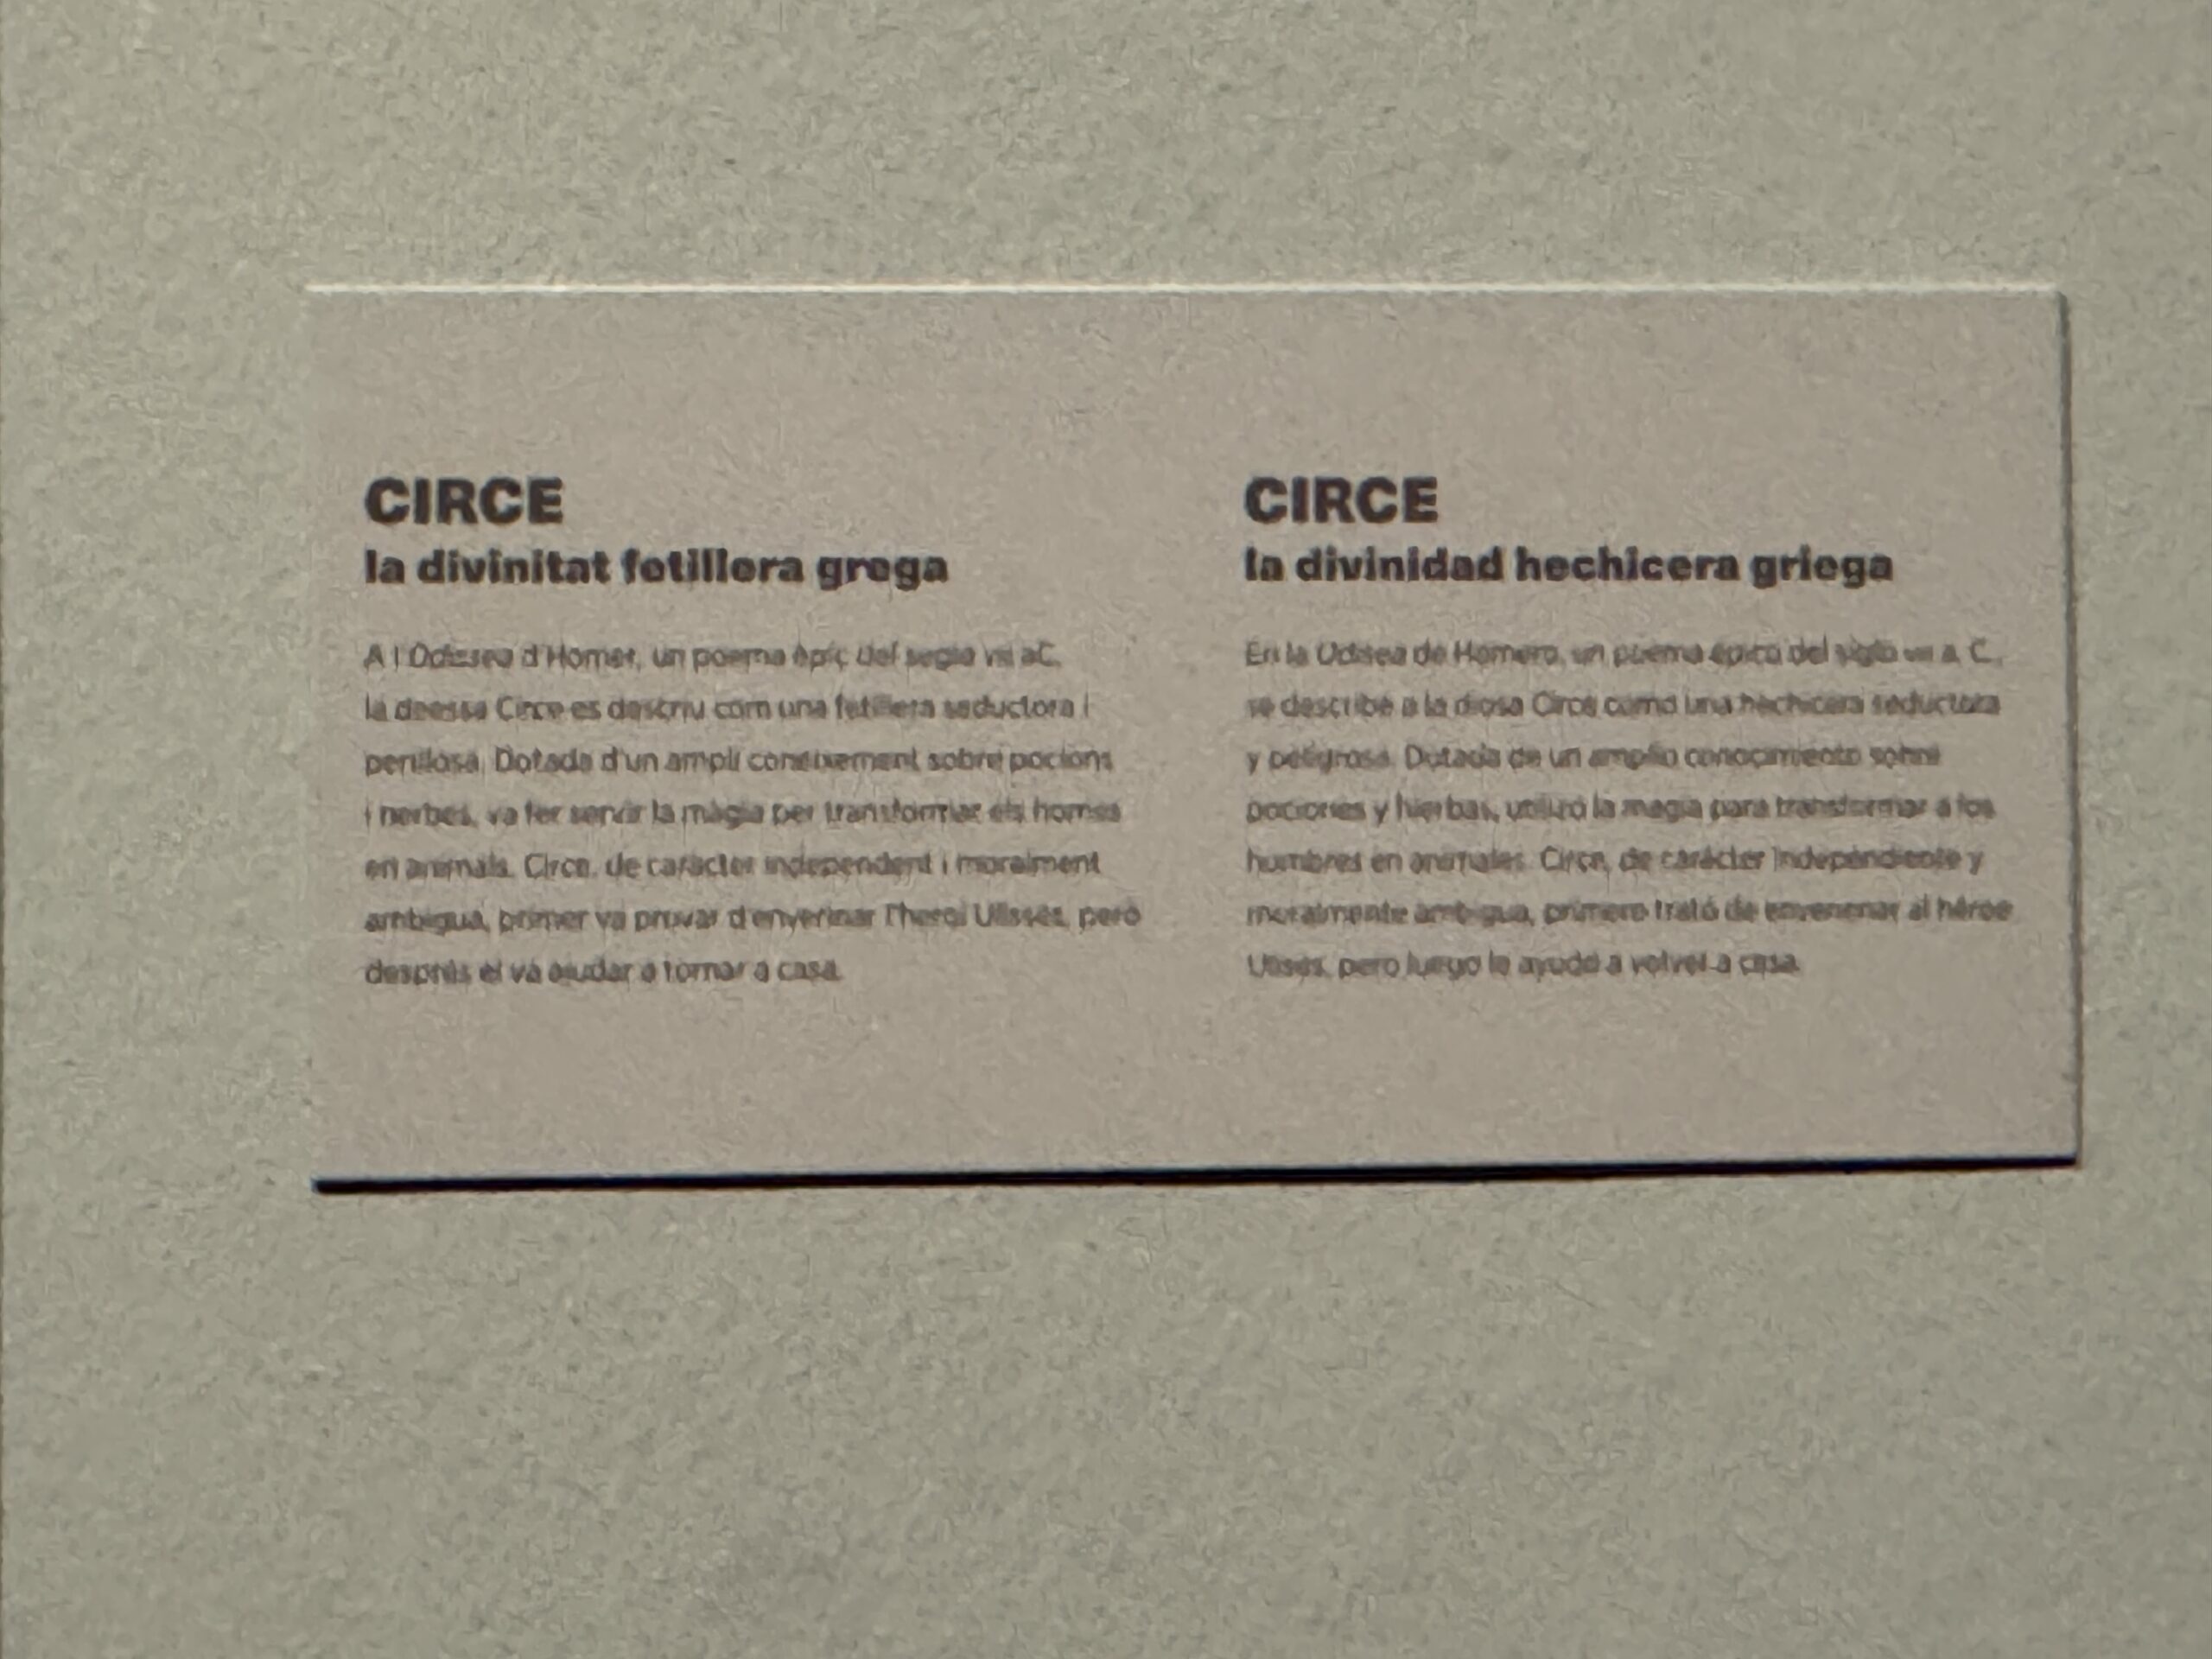 CIRCE
la divinitat fetillera grega
A l'Odissea d'Homer, un poema èpic del segle VII aC,
la deessa Circe es descriu com una fetillera seductora i
perillosa. Dotada d'un ampli coneixement sobre pocions
i herbes, va fer servir la màgia per transformar els homes
en animals. Circe, de caràcter independent i moralment
ambigua, primer va provar d'enverinar l'heroi Ulisses, però
després el va ajudar a tornar a casa.
CIRCE
la divinidad hechicera griega
En la Odisea de Homero, un poema épico del siglo VII a. C.,
se describe a la diosa Circe como una hechicera seductora
y peligrosa. Dotada de un amplio conocimiento sobre
pociones y hierbas, utilizó la magia para transformar a los
hombres en animales. Circe, de carácter independiente y
moralmente ambigua, primero trató de envenenar al héroe
Ulises, pero luego le ayudó a volver a casa.